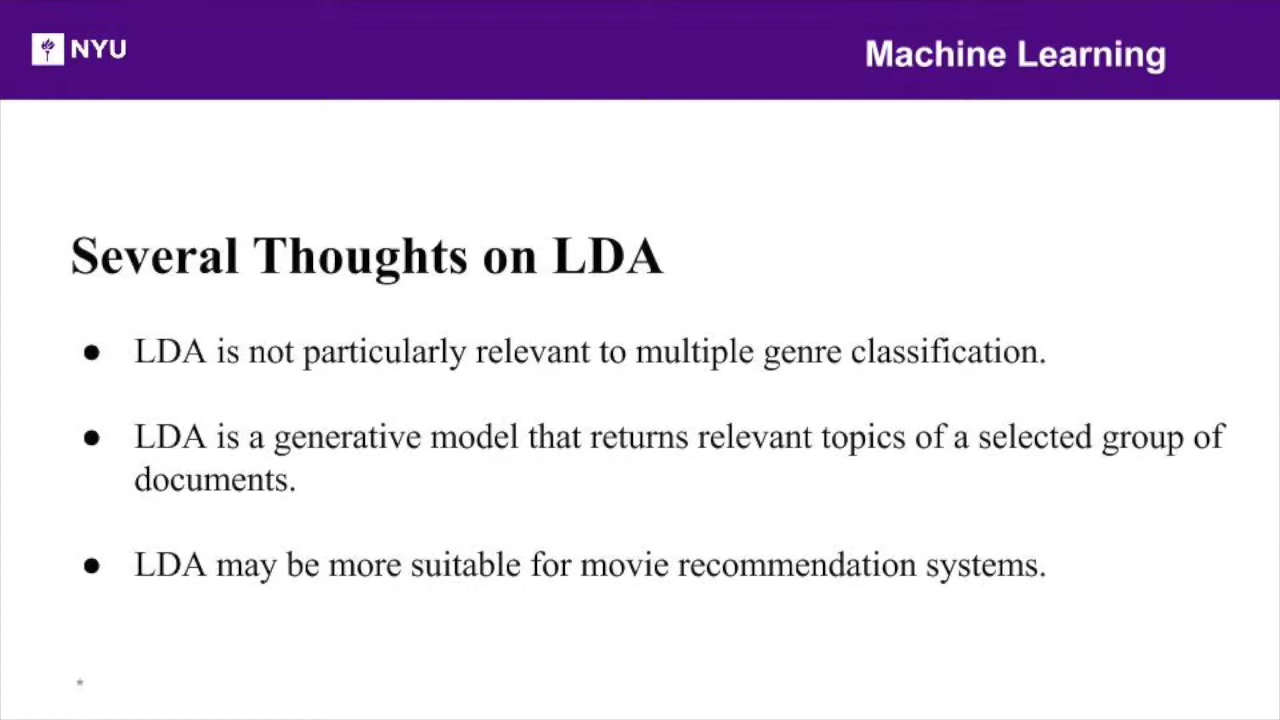 NYU
Machine Learning
Several Thoughts on LDA
● LDA is not particularly relevant to multiple genre classification.
● LDA is a generative model that returns relevant topics of a selected group of
documents.
● LDA may be more suitable for movie recommendation systems.
*